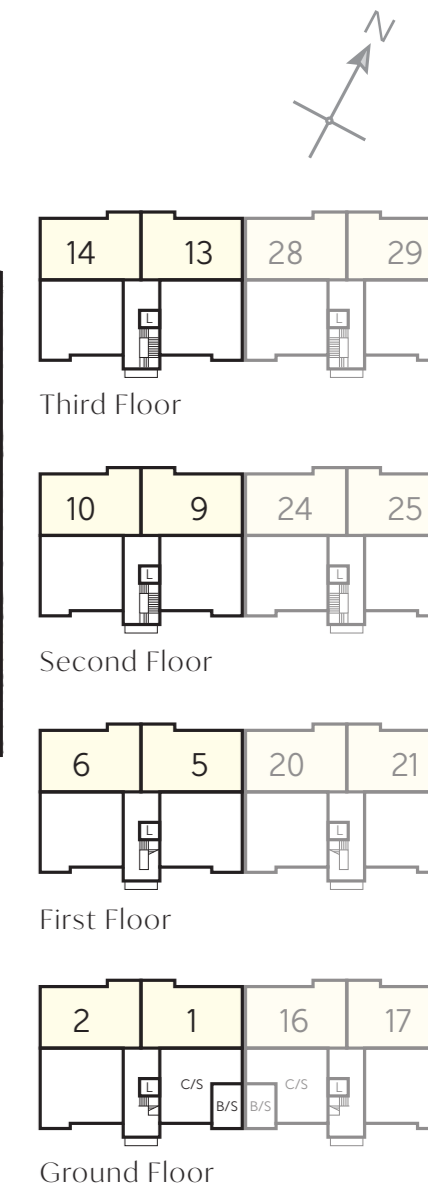 N
14 13 28 29
L L
Third Floor
10 9 24 25
L L
Second Floor
6 5 20 21
L L
First Floor
2 1 16 17
L C/S B/S B/S C/S L
Ground Floor